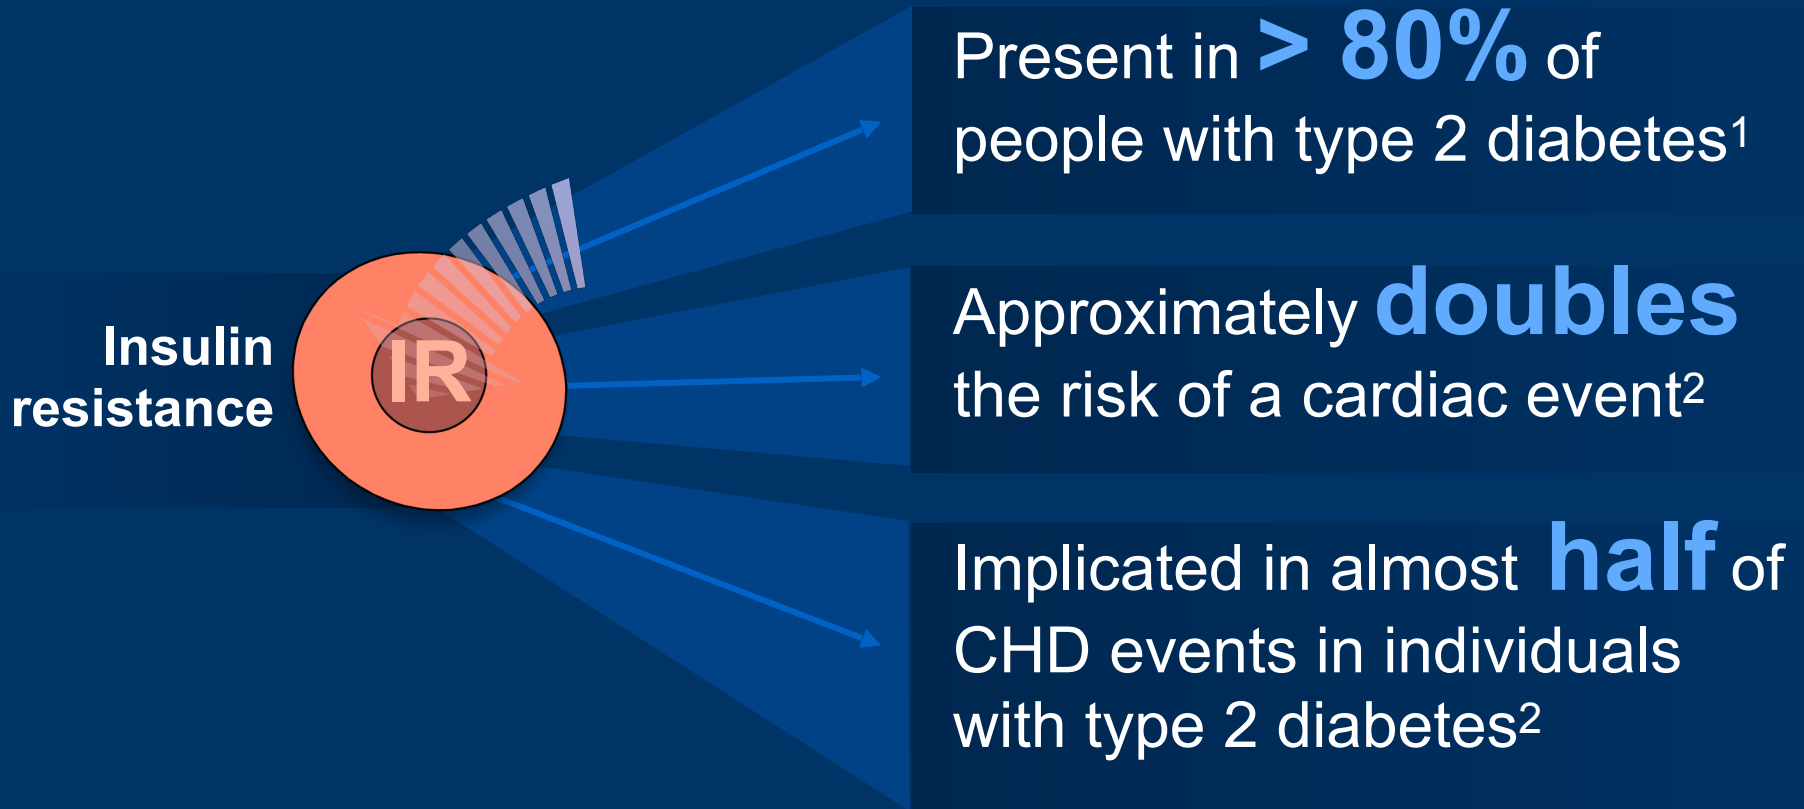 Insulin
resistance
IR
Present in > 80% of
people with type 2 diabetes¹
Approximately doubles
the risk of a cardiac event²
Implicated in almost half of
CHD events in individuals
with type 2 diabetes²